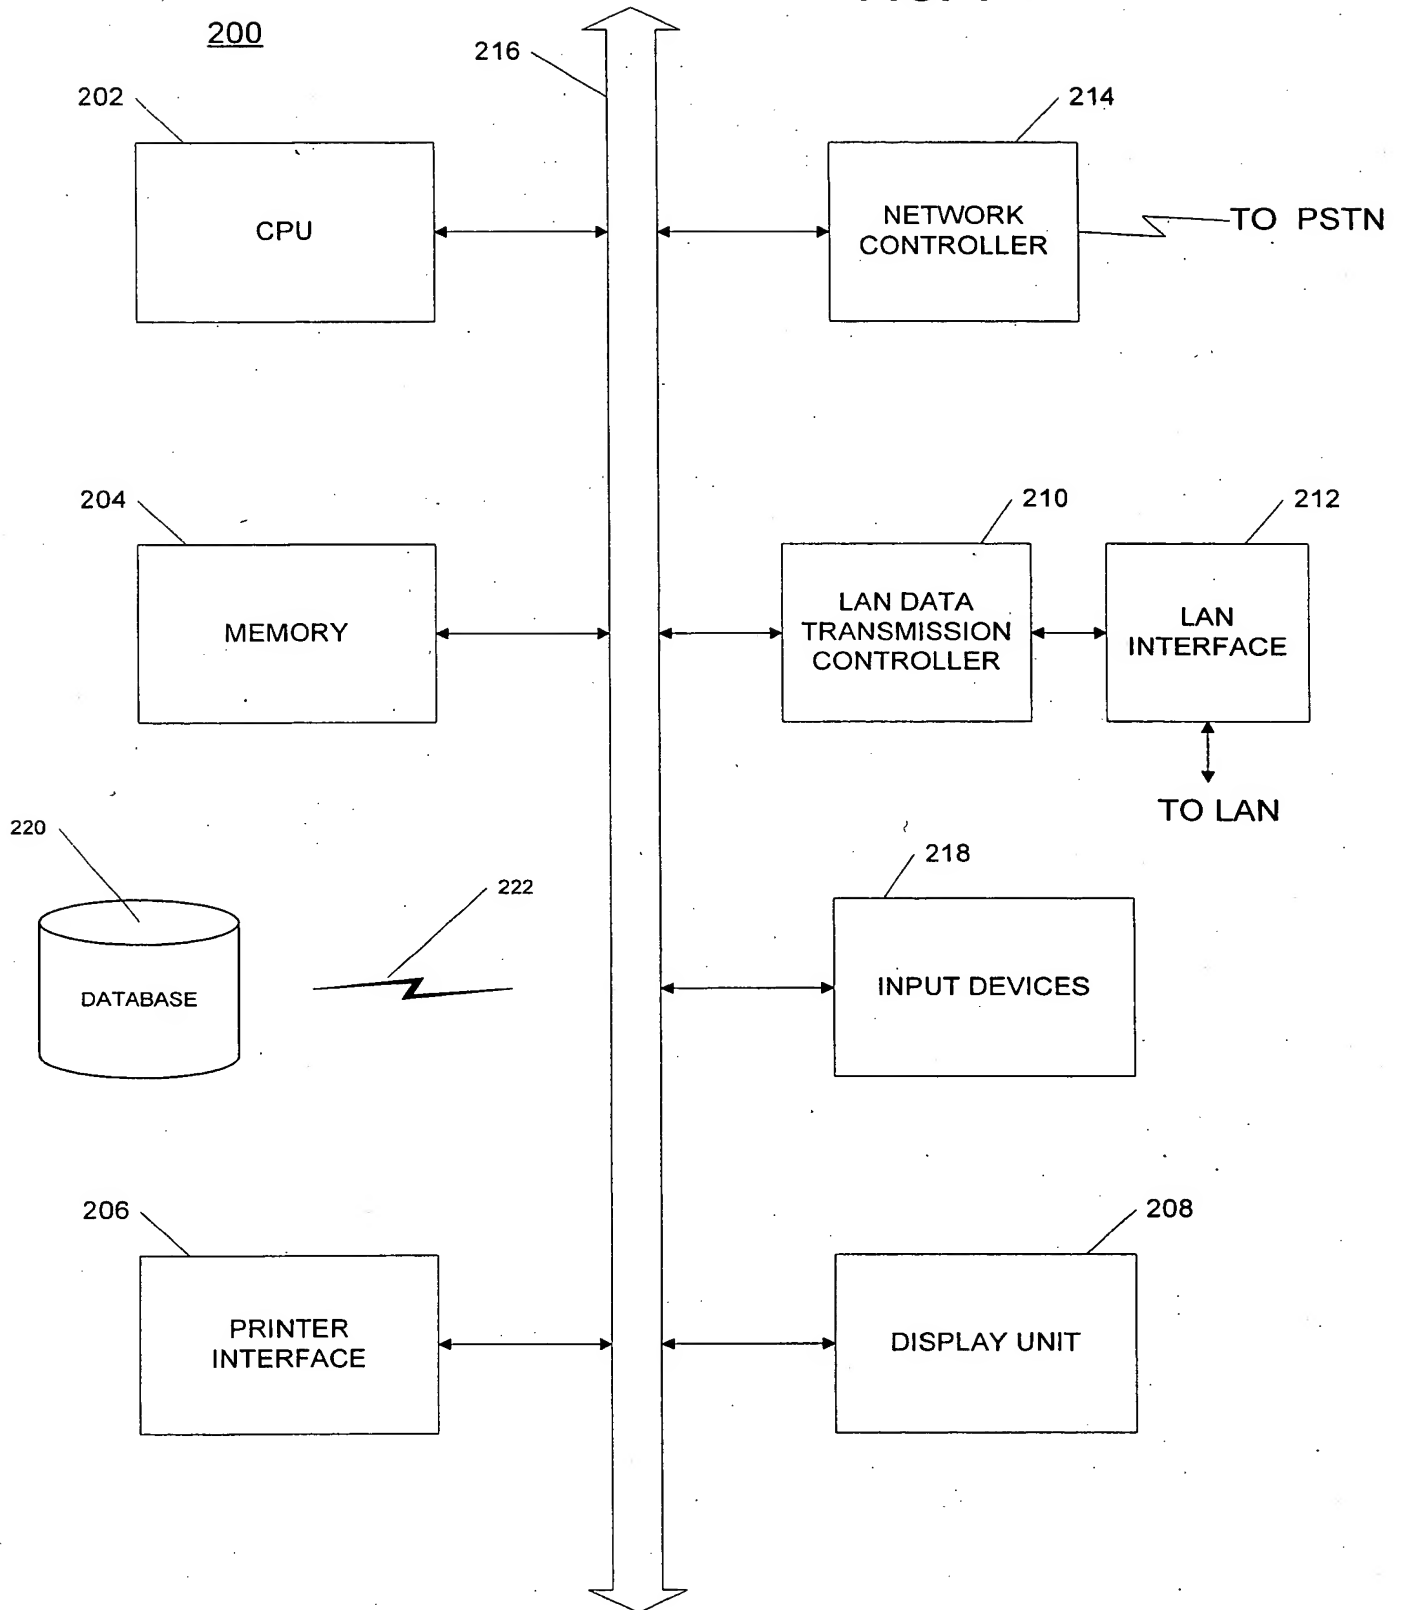 200
216
202
CPU
214
NETWORK
CONTROLLER
TO PSTN
204
MEMORY
210
LAN DATA
TRANSMISSION
CONTROLLER
212
LAN
INTERFACE
TO LAN
220
DATABASE
222
218
INPUT DEVICES
206
PRINTER
INTERFACE
208
DISPLAY UNIT